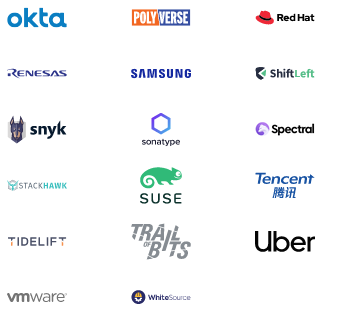 okta
POLYVERSE
Red Hat
RENESAS
SAMSUNG
ShiftLeft
snyk
sonatype
Spectral
STACKHAWK
SUSE
Tencent
腾讯
TIDELIFT
TRAIL
OF
BITS
Uber
vmware
WhiteSource